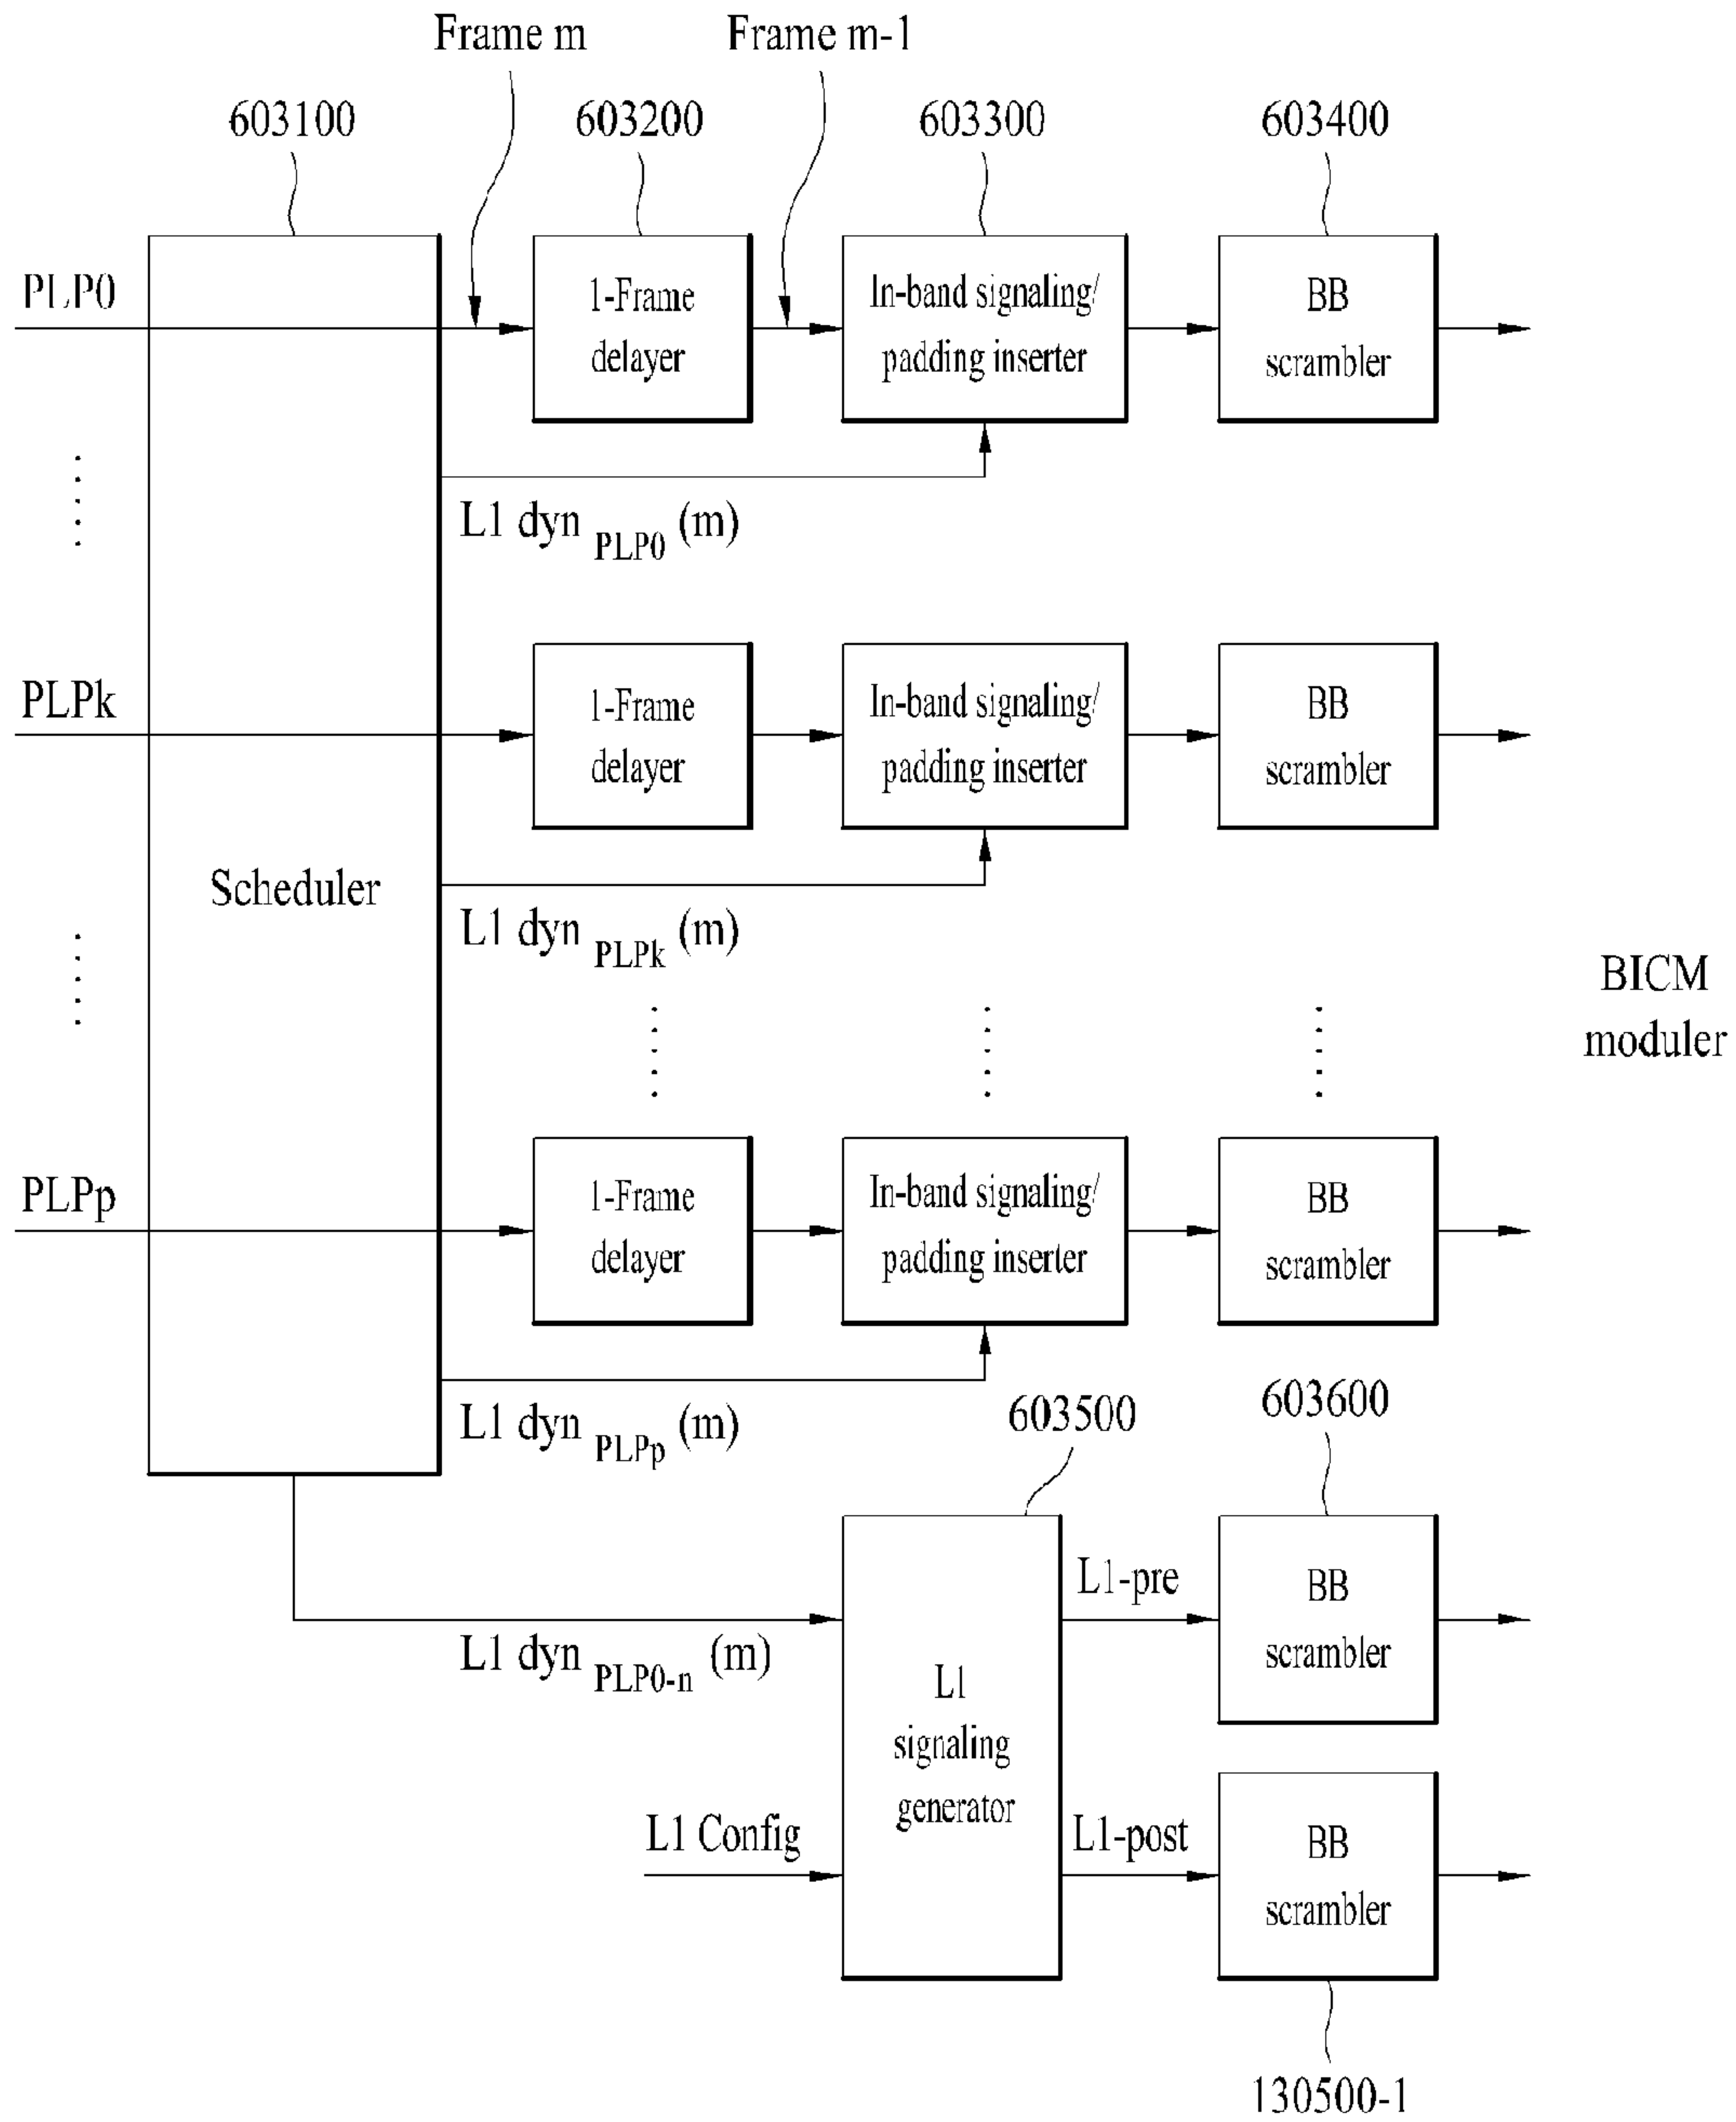 Frame m
Frame m-1
603100
603200
603300
603400
PLP0
1-Frame
delayer
In-band signaling/
padding inserter
BB
scrambler
L1 dyn PLP0 (m)
PLPk
1-Frame
delayer
In-band signaling/
padding inserter
BB
scrambler
Scheduler
L1 dyn PLPk (m)
BICM
moduler
PLPp
1-Frame
delayer
In-band signaling/
padding inserter
BB
scrambler
L1 dyn PLPp (m)
603500
603600
L1-pre
BB
scrambler
L1 dyn PLP0-n (m)
L1
signaling
generator
L1 Config
L1-post
BB
scrambler
130500-1